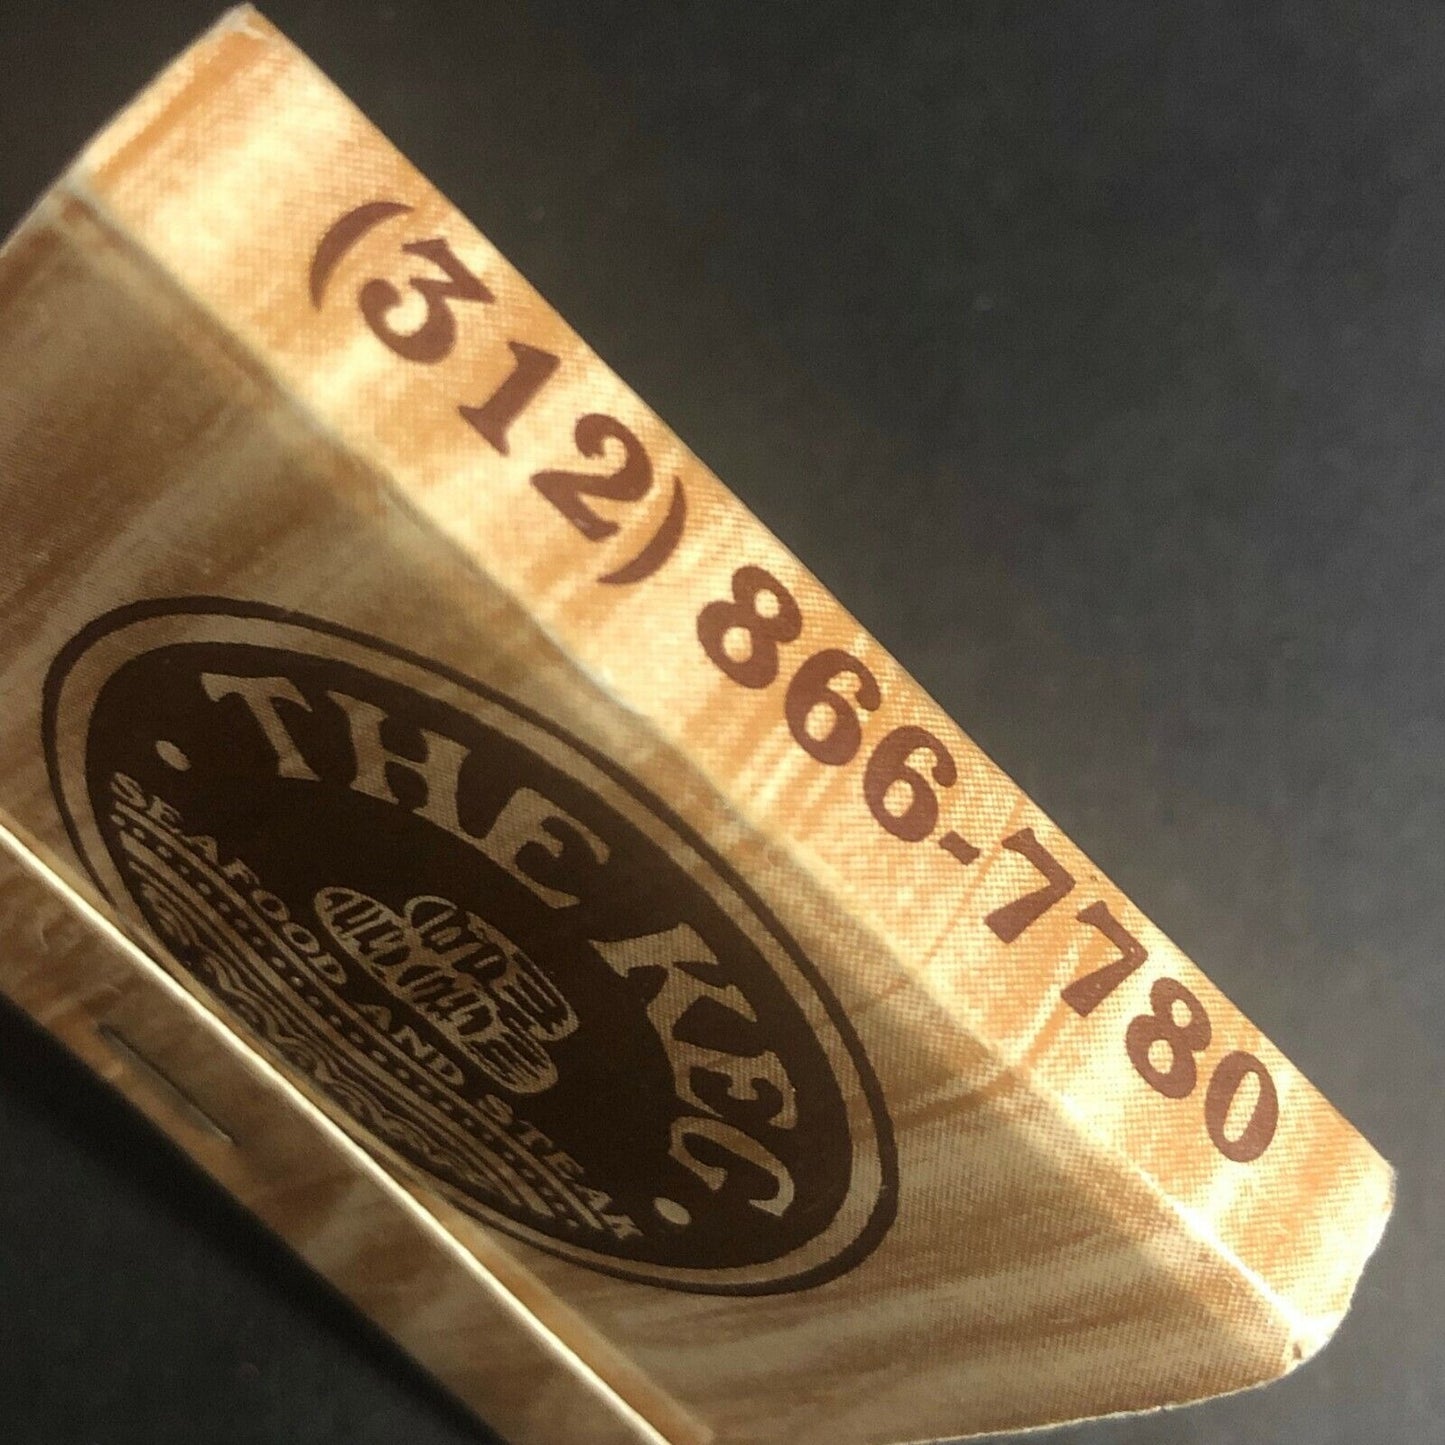 (312) 866-7780
THE KEG
SEAFOOD AND STEAK